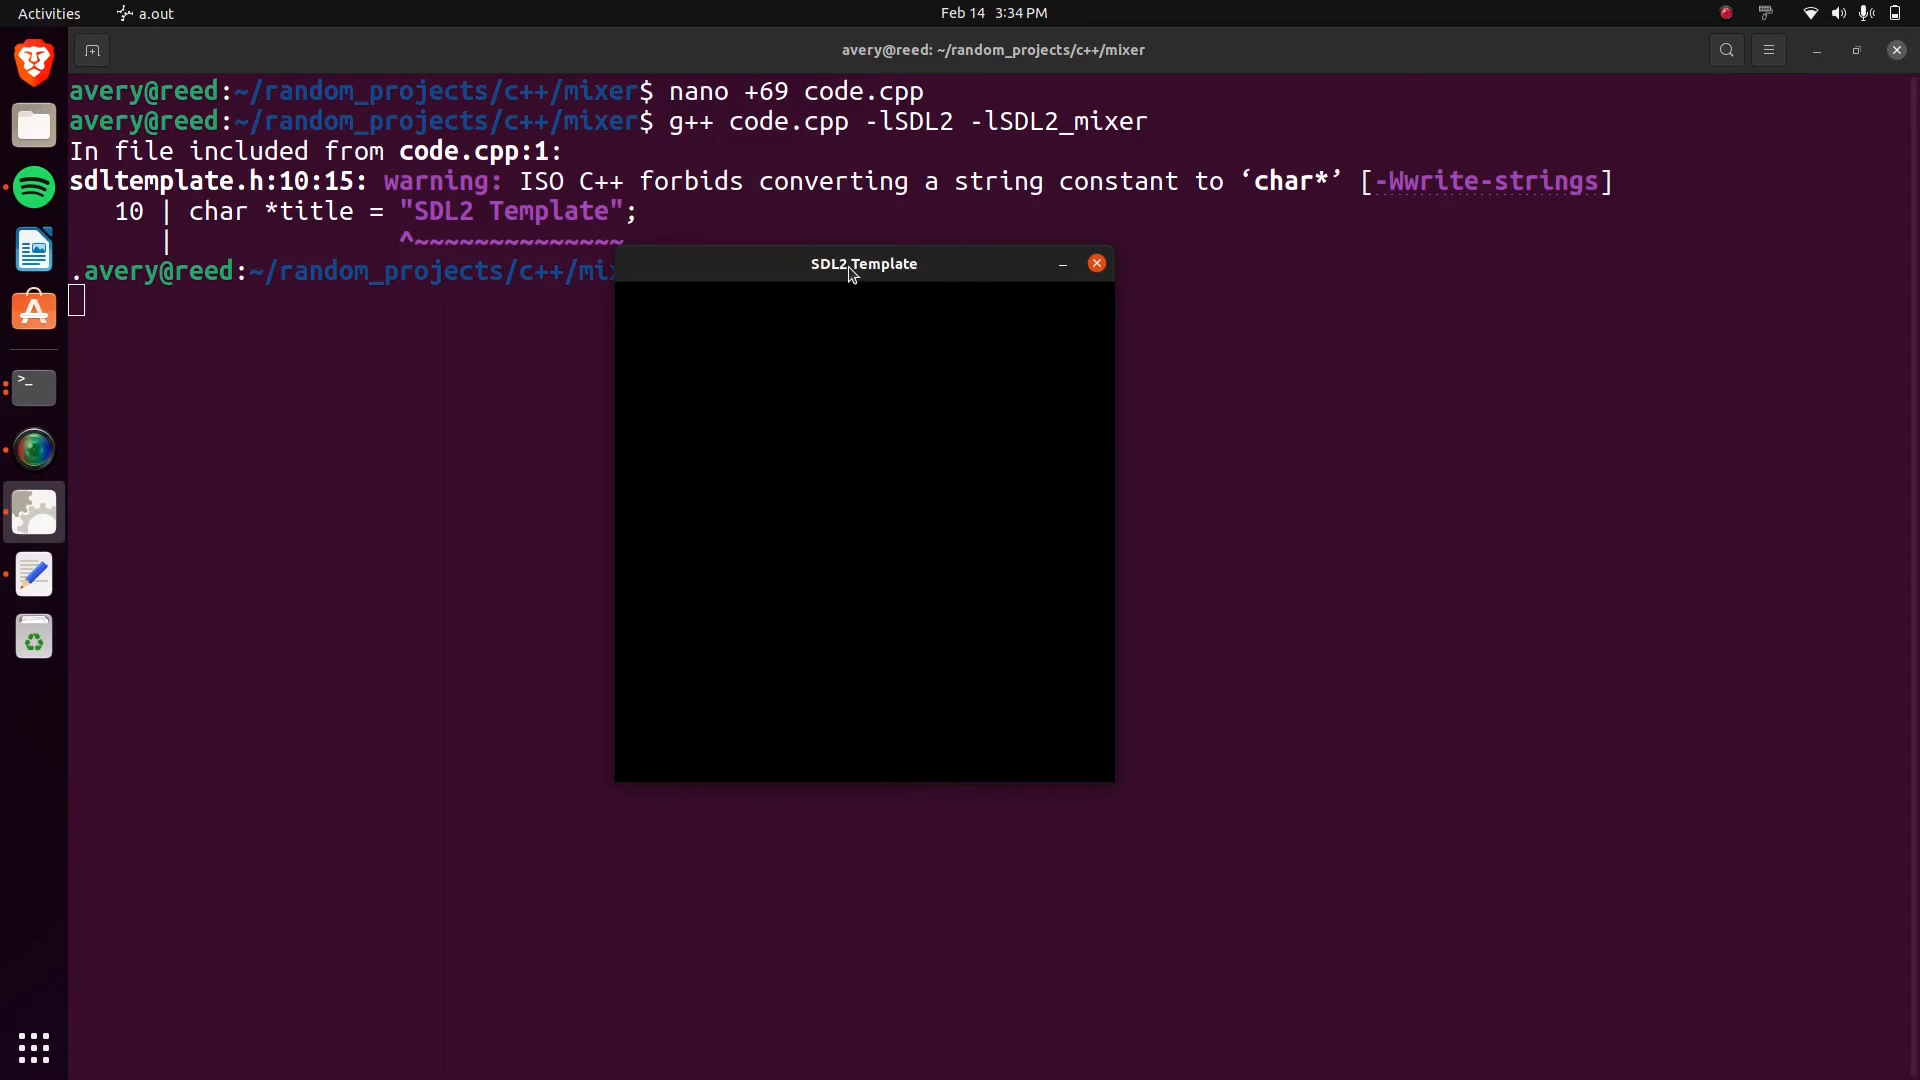 Activities
a.out
Feb 14 3:34 PM
avery@reed: ~/random_projects/c++/mixer
avery@reed:~/random_projects/c++/mixer$ nano +69 code.cpp
avery@reed:~/random_projects/c++/mixer$ g++ code.cpp -lSDL2 -lSDL2_mixer
In file included from code.cpp:1:
sdltemplate.h:10:15: warning: ISO C++ forbids converting a string constant to ‘char*’ [-Wwrite-strings]
10 | char *title = "SDL2 Template";
| ^~~~~~~~~~~~~~~
.avery@reed:~/random_projects/c++/mix
SDL2 Template